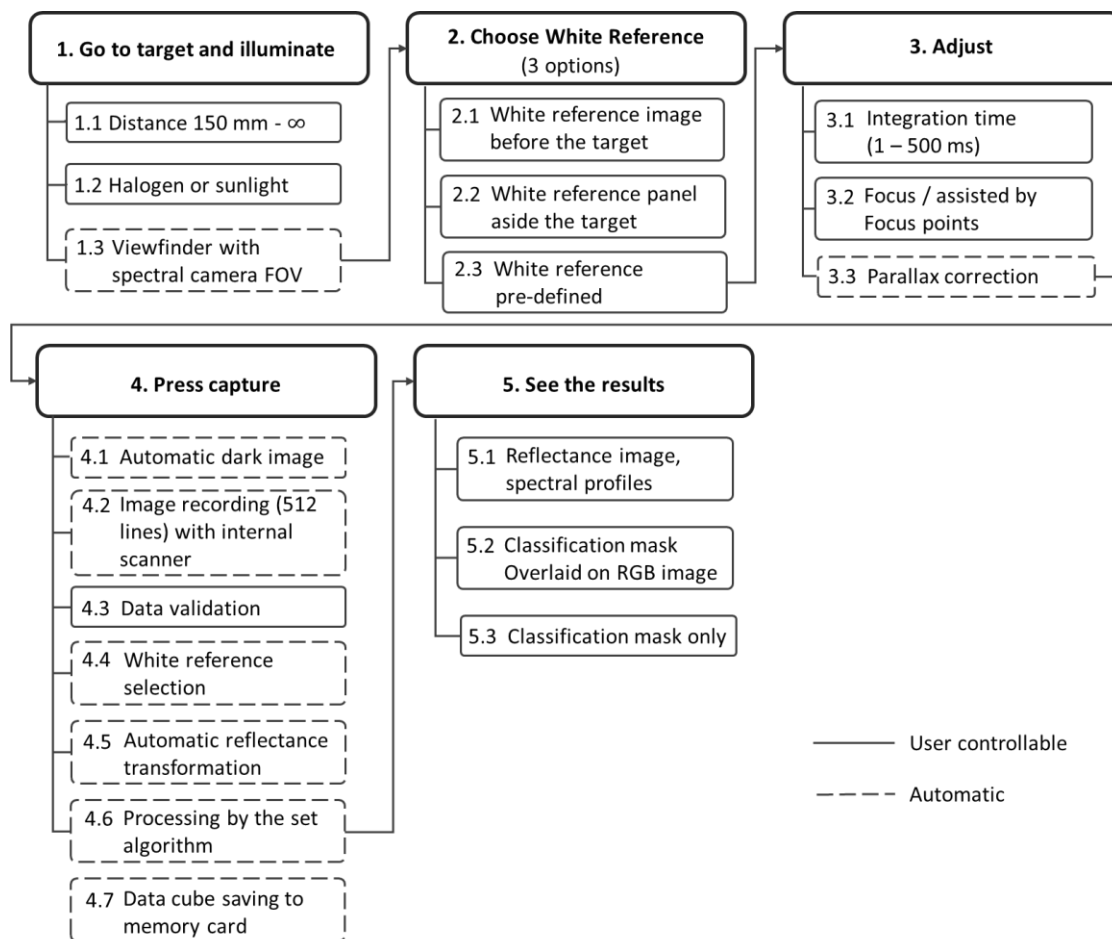 1. Go to target and illuminate
1.1 Distance 150 mm - ∞
1.2 Halogen or sunlight
1.3 Viewfinder with
spectral camera FOV
2. Choose White Reference
(3 options)
2.1 White reference image
before the target
2.2 White reference panel
aside the target
2.3 White reference
pre-defined
3. Adjust
3.1 Integration time
(1 – 500 ms)
3.2 Focus / assisted by
Focus points
3.3 Parallax correction
4. Press capture
4.1 Automatic dark image
4.2 Image recording (512
lines) with internal
scanner
4.3 Data validation
4.4 White reference
selection
4.5 Automatic reflectance
transformation
4.6 Processing by the set
algorithm
4.7 Data cube saving to
memory card
5. See the results
5.1 Reflectance image,
spectral profiles
5.2 Classification mask
Overlaid on RGB image
5.3 Classification mask only
User controllable
Automatic